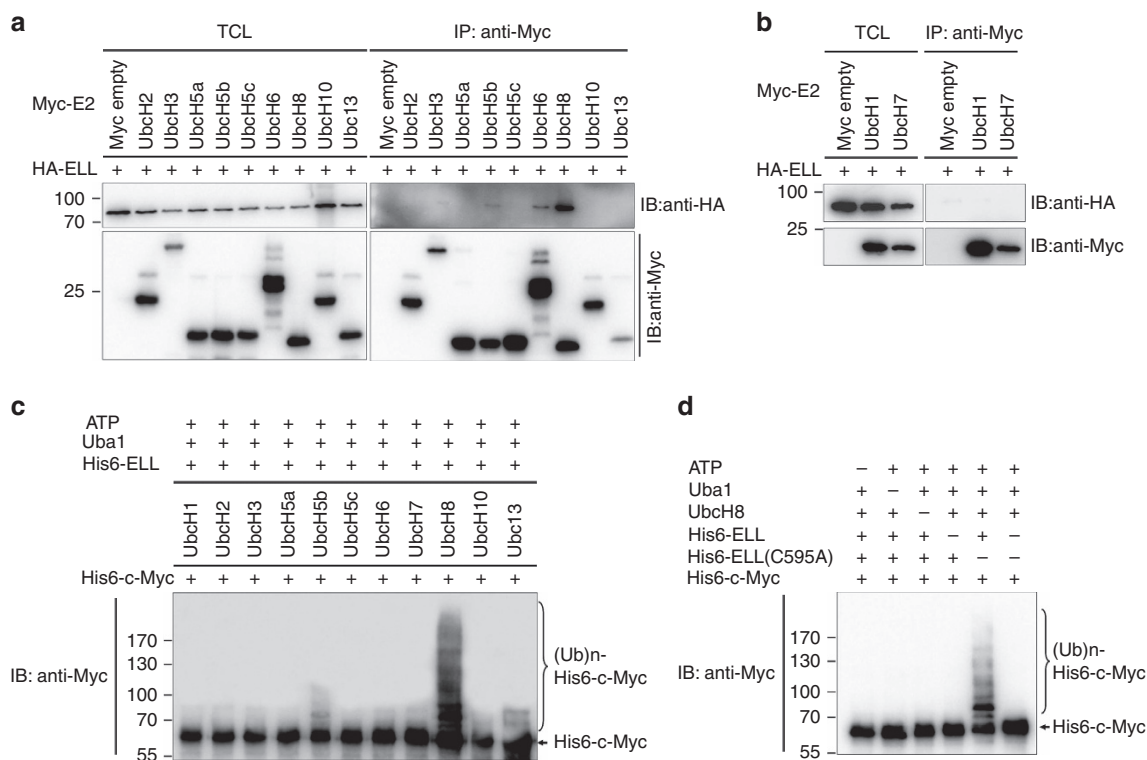 a
TCL IP: anti-Myc
Myc-E2 Myc empty UbcH2 UbcH3 UbcH5a UbcH5b UbcH5c UbcH6 UbcH8 UbcH10 Ubc13 Myc empty UbcH2 UbcH3 UbcH5a UbcH5b UbcH5c UbcH6 UbcH8 UbcH10 Ubc13
HA-ELL + + + + + + + + + + + + + + + + + + + +
100
70
IB:anti-HA
25
IB:anti-Myc
b
TCL IP: anti-Myc
Myc-E2 Myc empty UbcH1 UbcH7 Myc empty UbcH1 UbcH7
HA-ELL + + + + + +
100
IB:anti-HA
25
IB:anti-Myc
c
ATP + + + + + + + + + + +
Uba1 + + + + + + + + + + +
His6-ELL + + + + + + + + + + +
UbcH1 UbcH2 UbcH3 UbcH5a UbcH5b UbcH5c UbcH6 UbcH7 UbcH8 UbcH10 Ubc13
His6-c-Myc + + + + + + + + + + +
170
130
100
70
55
IB: anti-Myc
(Ub)n-
His6-c-Myc
His6-c-Myc
d
ATP – + + + + +
Uba1 + – + + + +
UbcH8 + + – + + +
His6-ELL + + + – + –
His6-ELL(C595A) + + + + – –
His6-c-Myc + + + + + +
170
130
100
70
55
IB: anti-Myc
(Ub)n-
His6-c-Myc
His6-c-Myc